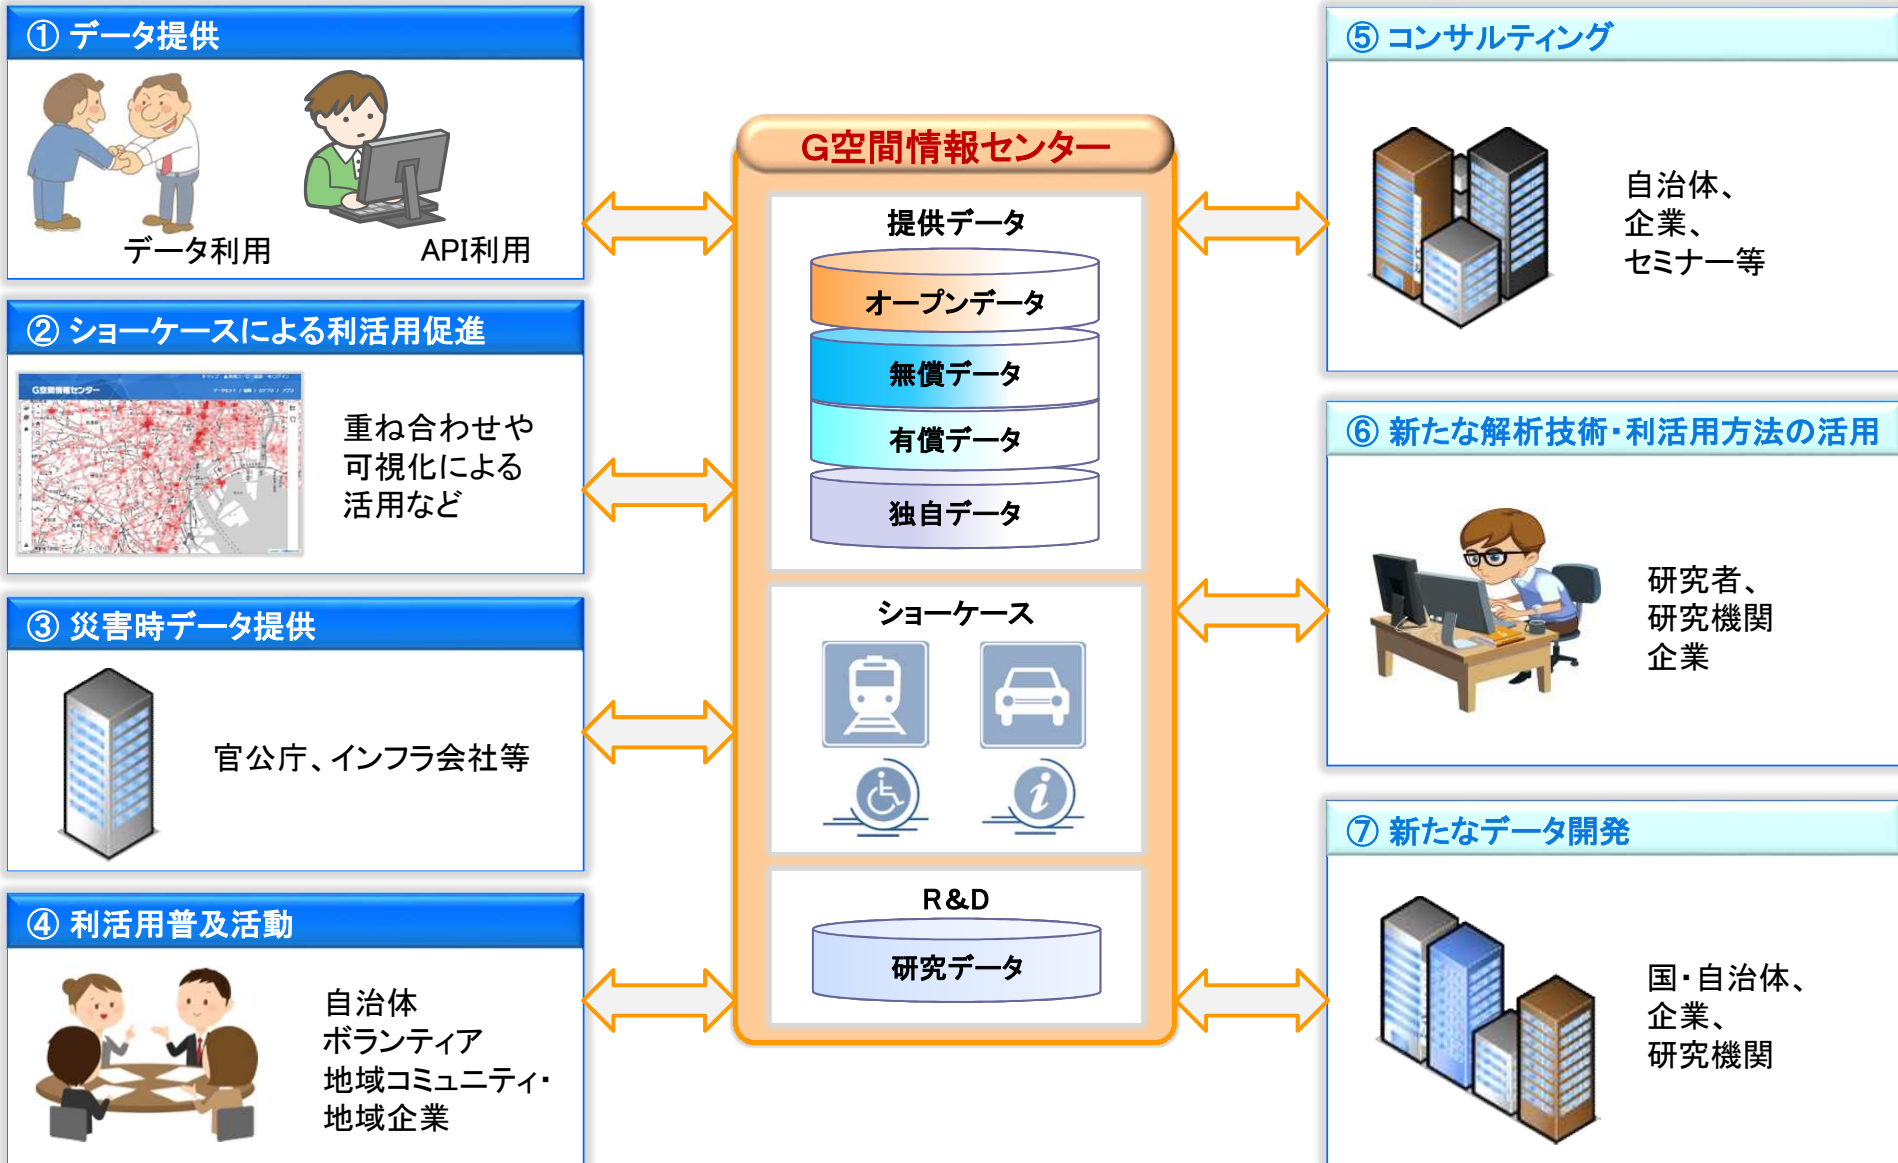 ① データ提供
データ利用
API利用
② ショーケースによる利活用促進
G空間情報センター
重ね合わせや
可視化による
活用など
③ 災害時データ提供
官公庁、インフラ会社等
④ 利活用普及活動
自治体
ボランティア
地域コミュニティ・
地域企業
G空間情報センター
提供データ
オープンデータ
無償データ
有償データ
独自データ
ショーケース
R&D
研究データ
⑤ コンサルティング
自治体、
企業、
セミナー等
⑥ 新たな解析技術・利活用方法の活用
研究者、
研究機関
企業
⑦ 新たなデータ開発
国・自治体、
企業、
研究機関